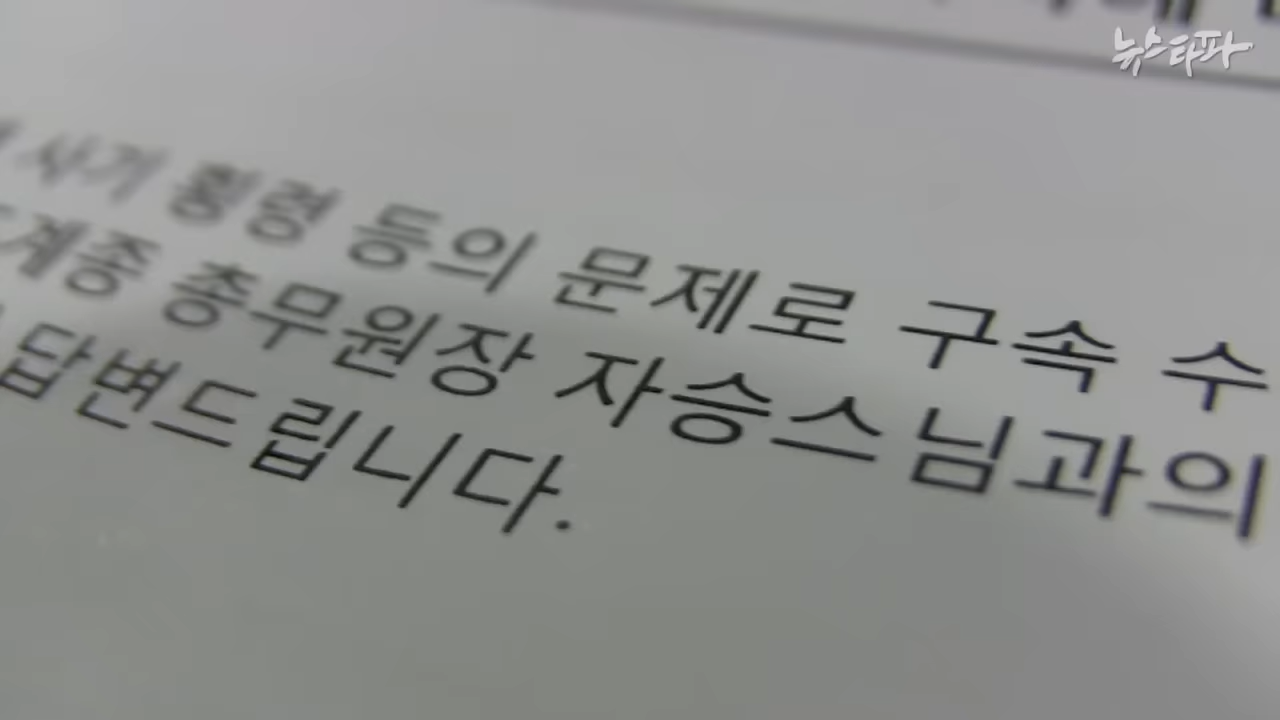 뉴스타파
사기 횡령 등의 문제로 구속 수
계종 총무원장 자승스님과의
답변드립니다.